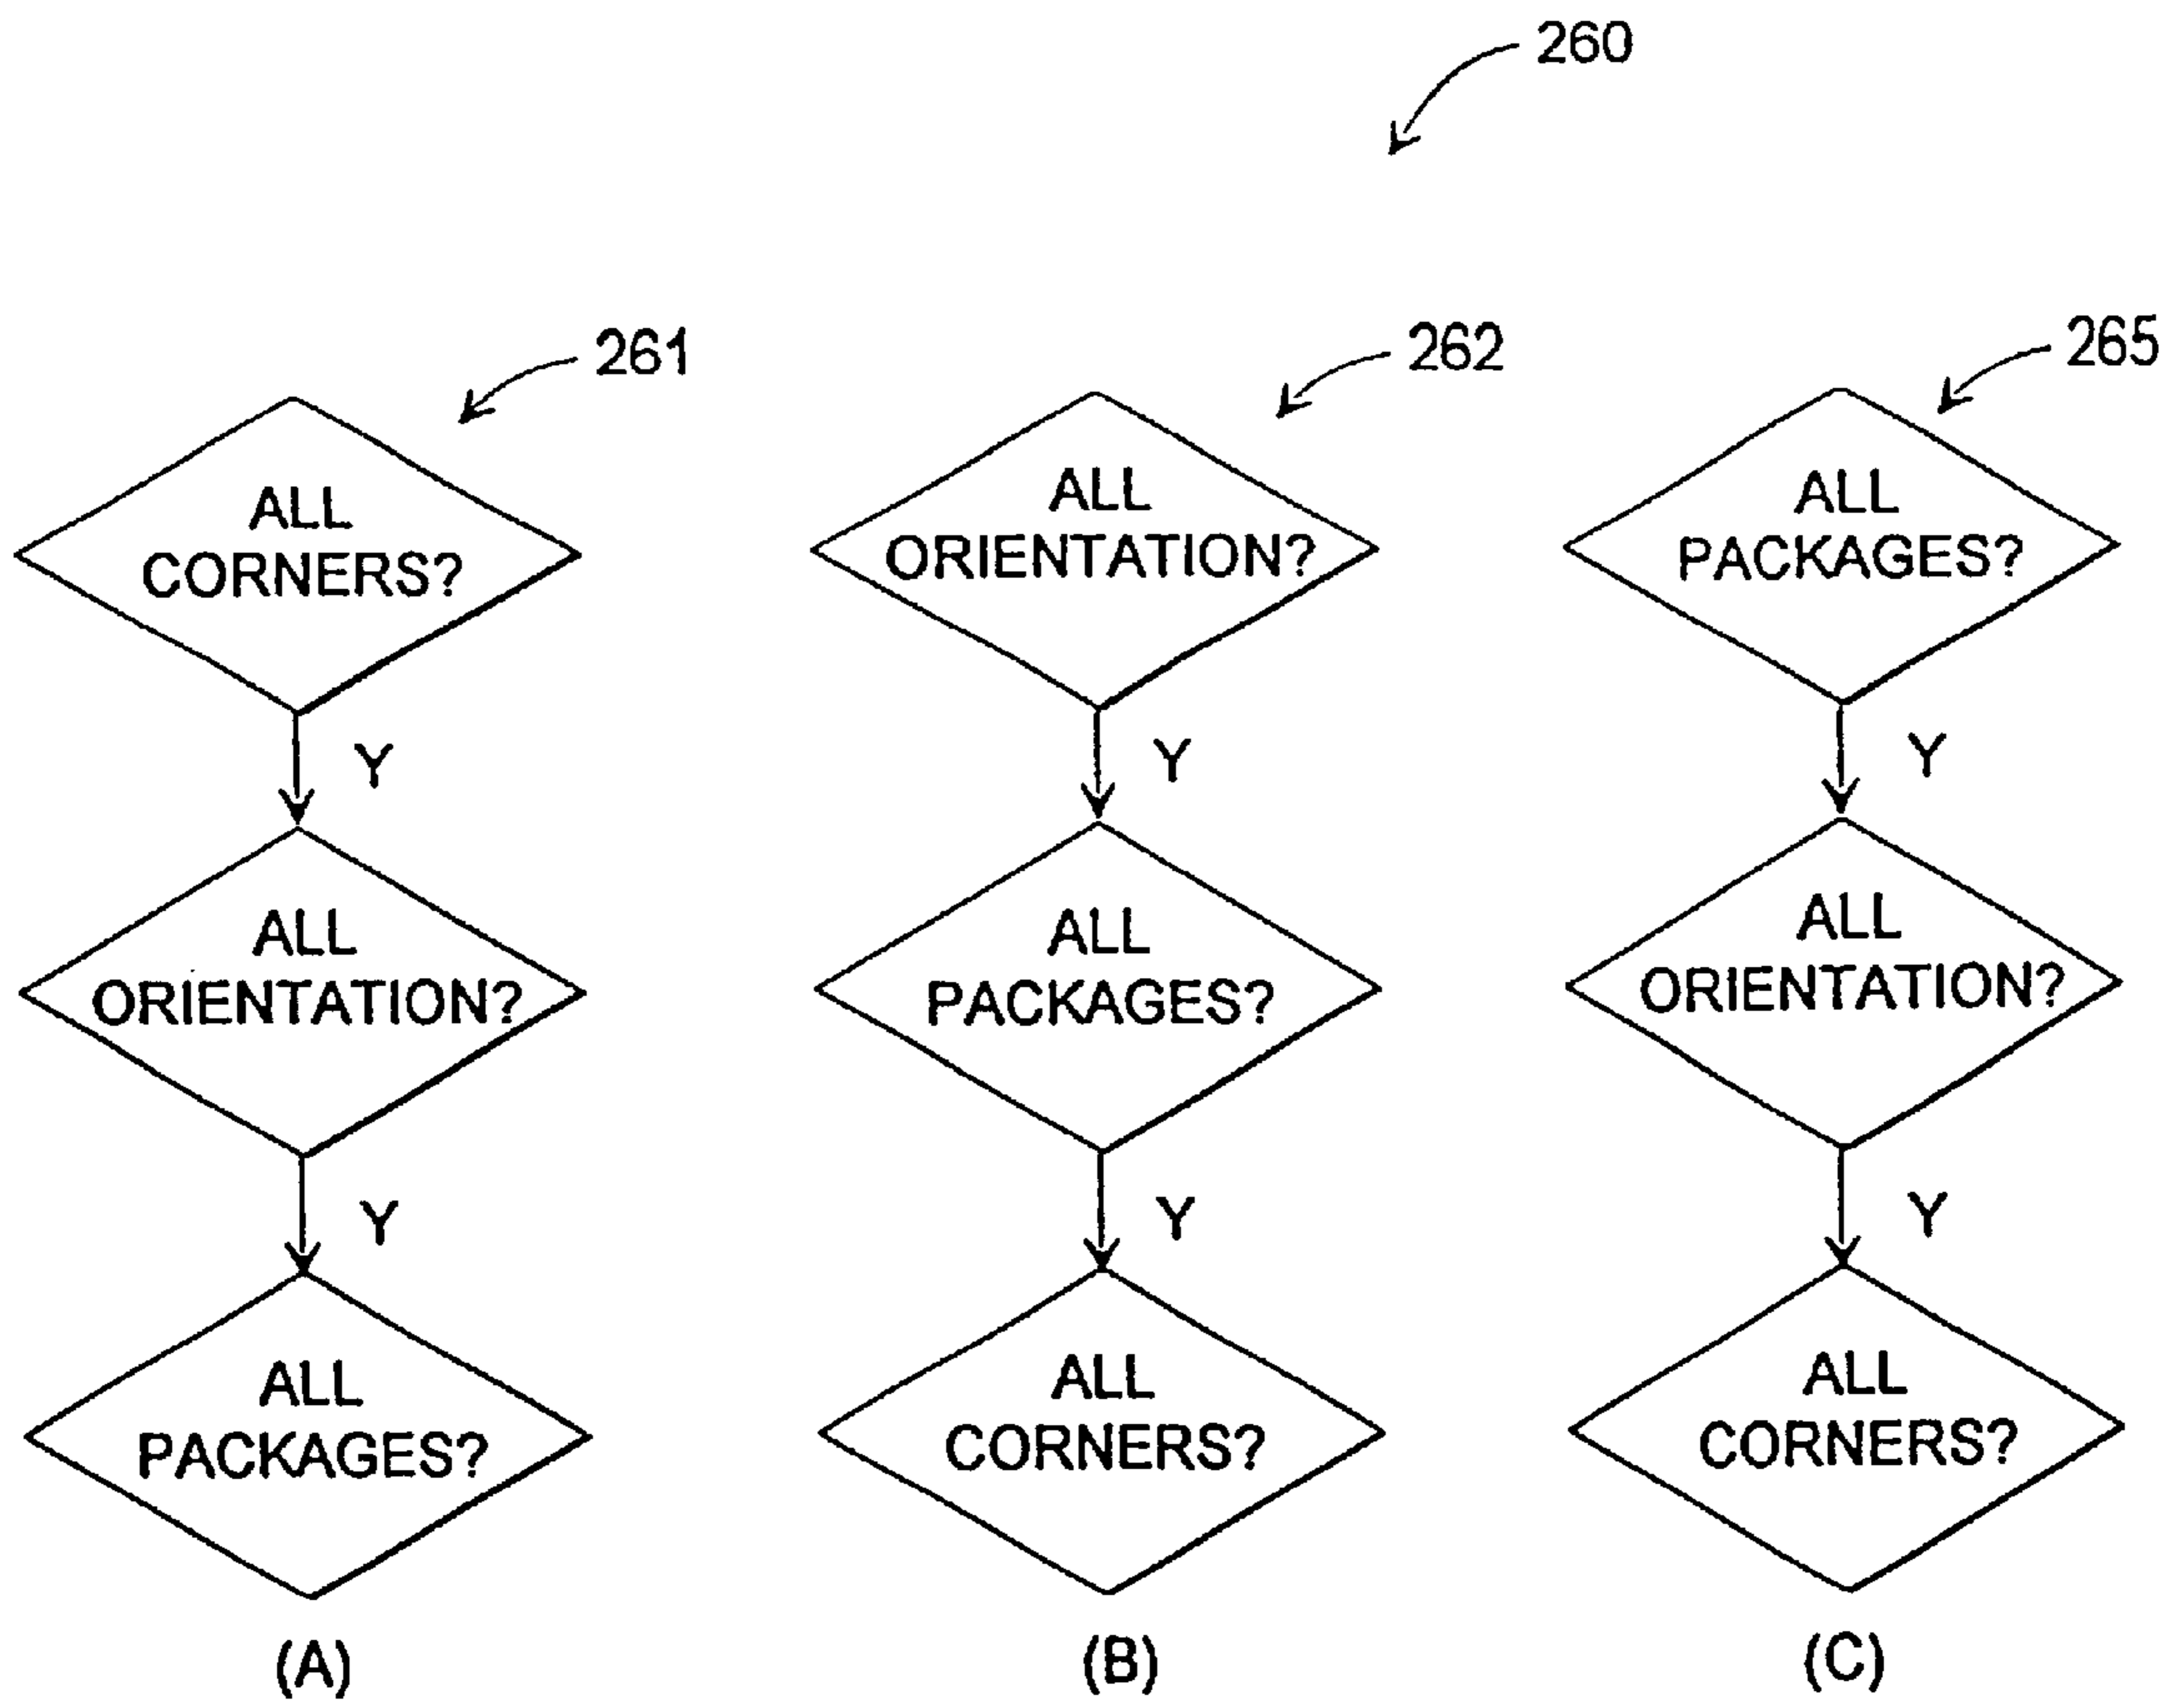 260
261
ALL
CORNERS?
Y
ALL
ORIENTATION?
Y
ALL
PACKAGES?
(A)
262
ALL
ORIENTATION?
Y
ALL
PACKAGES?
Y
ALL
CORNERS?
(B)
265
ALL
PACKAGES?
Y
ALL
ORIENTATION?
Y
ALL
CORNERS?
(C)